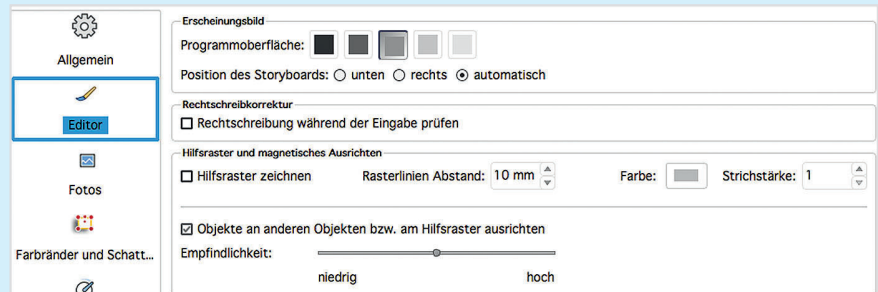 Allgemein
Editor
Fotos
Farbränder und Schatt...
Erscheinungsbild
Programmoberfläche:
Position des Storyboards: unten rechts automatisch
Rechtschreibkorrektur
Rechtschreibung während der Eingabe prüfen
Hilfsraster und magnetisches Ausrichten
Hilfsraster zeichnen Rasterlinien Abstand: 10 mm Farbe: Strichstärke: 1
Objekte an anderen Objekten bzw. am Hilfsraster ausrichten
Empfindlichkeit:
niedrig hoch